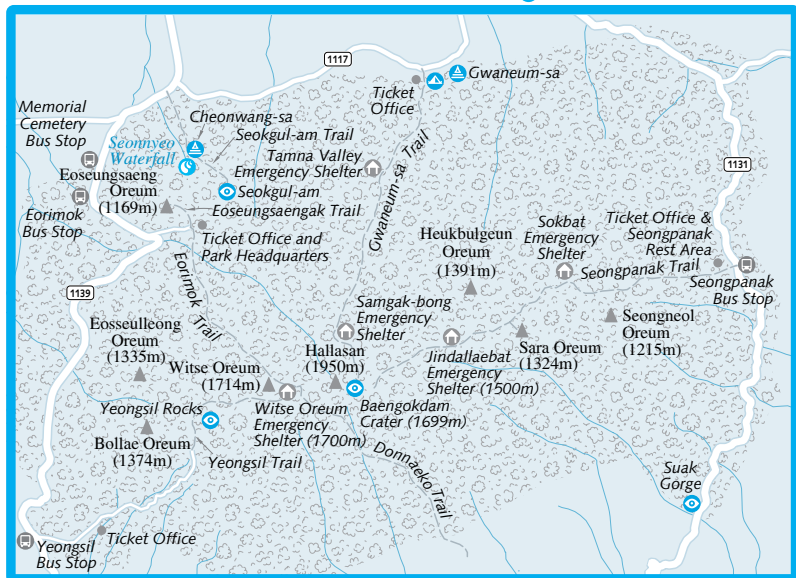 1117
Gwaneum-sa
Ticket
Office
Memorial
Cemetery
Bus Stop
Cheonwang-sa
Seokgul-am Trail
Seonnyeo
Waterfall
Tamna Valley
Emergency Shelter
Gwaneum-sa Trail
1131
Eoseungsaeng
Oreum
(1169m)
Seokgul-am
Eoseungsaengak Trail
Eorimok
Bus Stop
Ticket Office and
Park Headquarters
Heukbulgeun
Oreum
(1391m)
Sokbat
Emergency
Shelter
Ticket Office &
Seongpanak
Rest Area
Seongpanak Trail
Seongpanak
Bus Stop
1139
Eorimok Trail
Samgak-bong
Emergency
Shelter
Eosseulleong
Oreum
(1335m)
Witse Oreum
(1714m)
Hallasan
(1950m)
Jindallaebat
Emergency
Shelter (1500m)
Sara Oreum
(1324m)
Seongneol
Oreum
(1215m)
Yeongsil Rocks
Witse Oreum
Emergency
Shelter (1700m)
Baengokdam
Crater (1699m)
Bollae Oreum
(1374m)
Yeongsil Trail
Donnaeko Trail
Suak
Gorge
Ticket Office
Yeongsil
Bus Stop